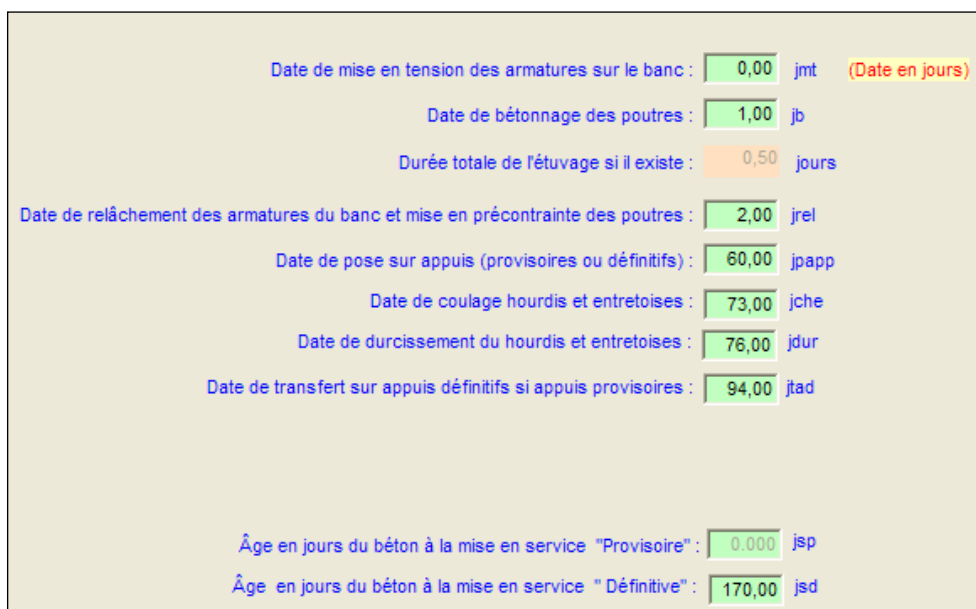 Date de mise en tension des armatures sur le banc : 0,00 jmt (Date en jours)
Date de bétonnage des poutres : 1,00 jb
Durée totale de l'étuvage si il existe : 0,50 jours
Date de relâchement des armatures du banc et mise en précontrainte des poutres : 2,00 jrel
Date de pose sur appuis (provisoires ou définitifs) : 60,00 jpapp
Date de coulage hourdis et entretoises : 73,00 jche
Date de durcissement du hourdis et entretoises : 76,00 jdur
Date de transfert sur appuis définitifs si appuis provisoires : 94,00 jtad
Âge en jours du béton à la mise en service "Provisoire" : 0.000 jsp
Âge en jours du béton à la mise en service " Définitive" : 170,00 jsd